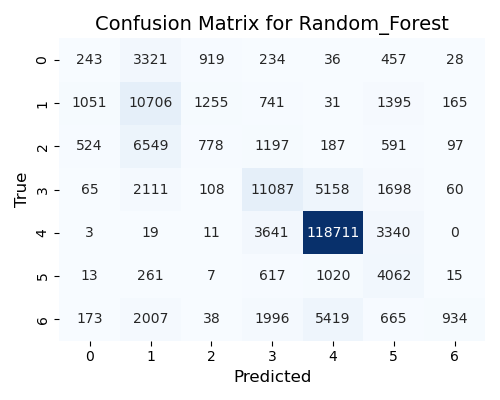 Confusion Matrix for Random_Forest
True
0 243 3321 919 234 36 457 28
1 1051 10706 1255 741 31 1395 165
2 524 6549 778 1197 187 591 97
3 65 2111 108 11087 5158 1698 60
4 3 19 11 3641 118711 3340 0
5 13 261 7 617 1020 4062 15
6 173 2007 38 1996 5419 665 934
0 1 2 3 4 5 6
Predicted